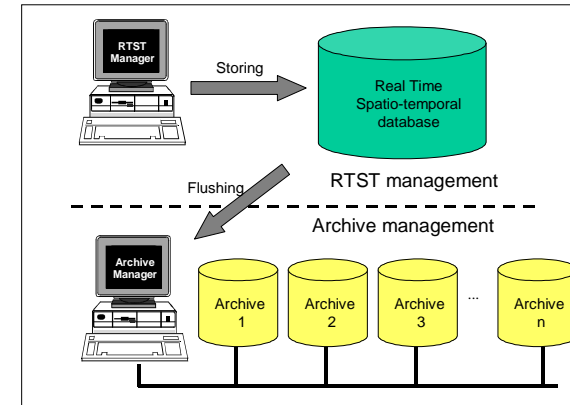 RTST
Manager
Storing
Real Time
Spatio-temporal
database
Flushing
RTST management
Archive management
Archive
Manager
Archive
1
Archive
2
Archive
3
...
Archive
n